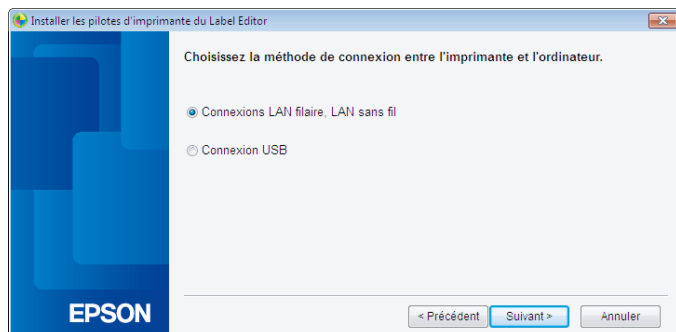 Installer les pilotes d'imprimante du Label Editor
Choisissez la méthode de connexion entre l'imprimante et l'ordinateur.
Connexions LAN filaire, LAN sans fil
Connexion USB
EPSON
< Précédent Suivant > Annuler